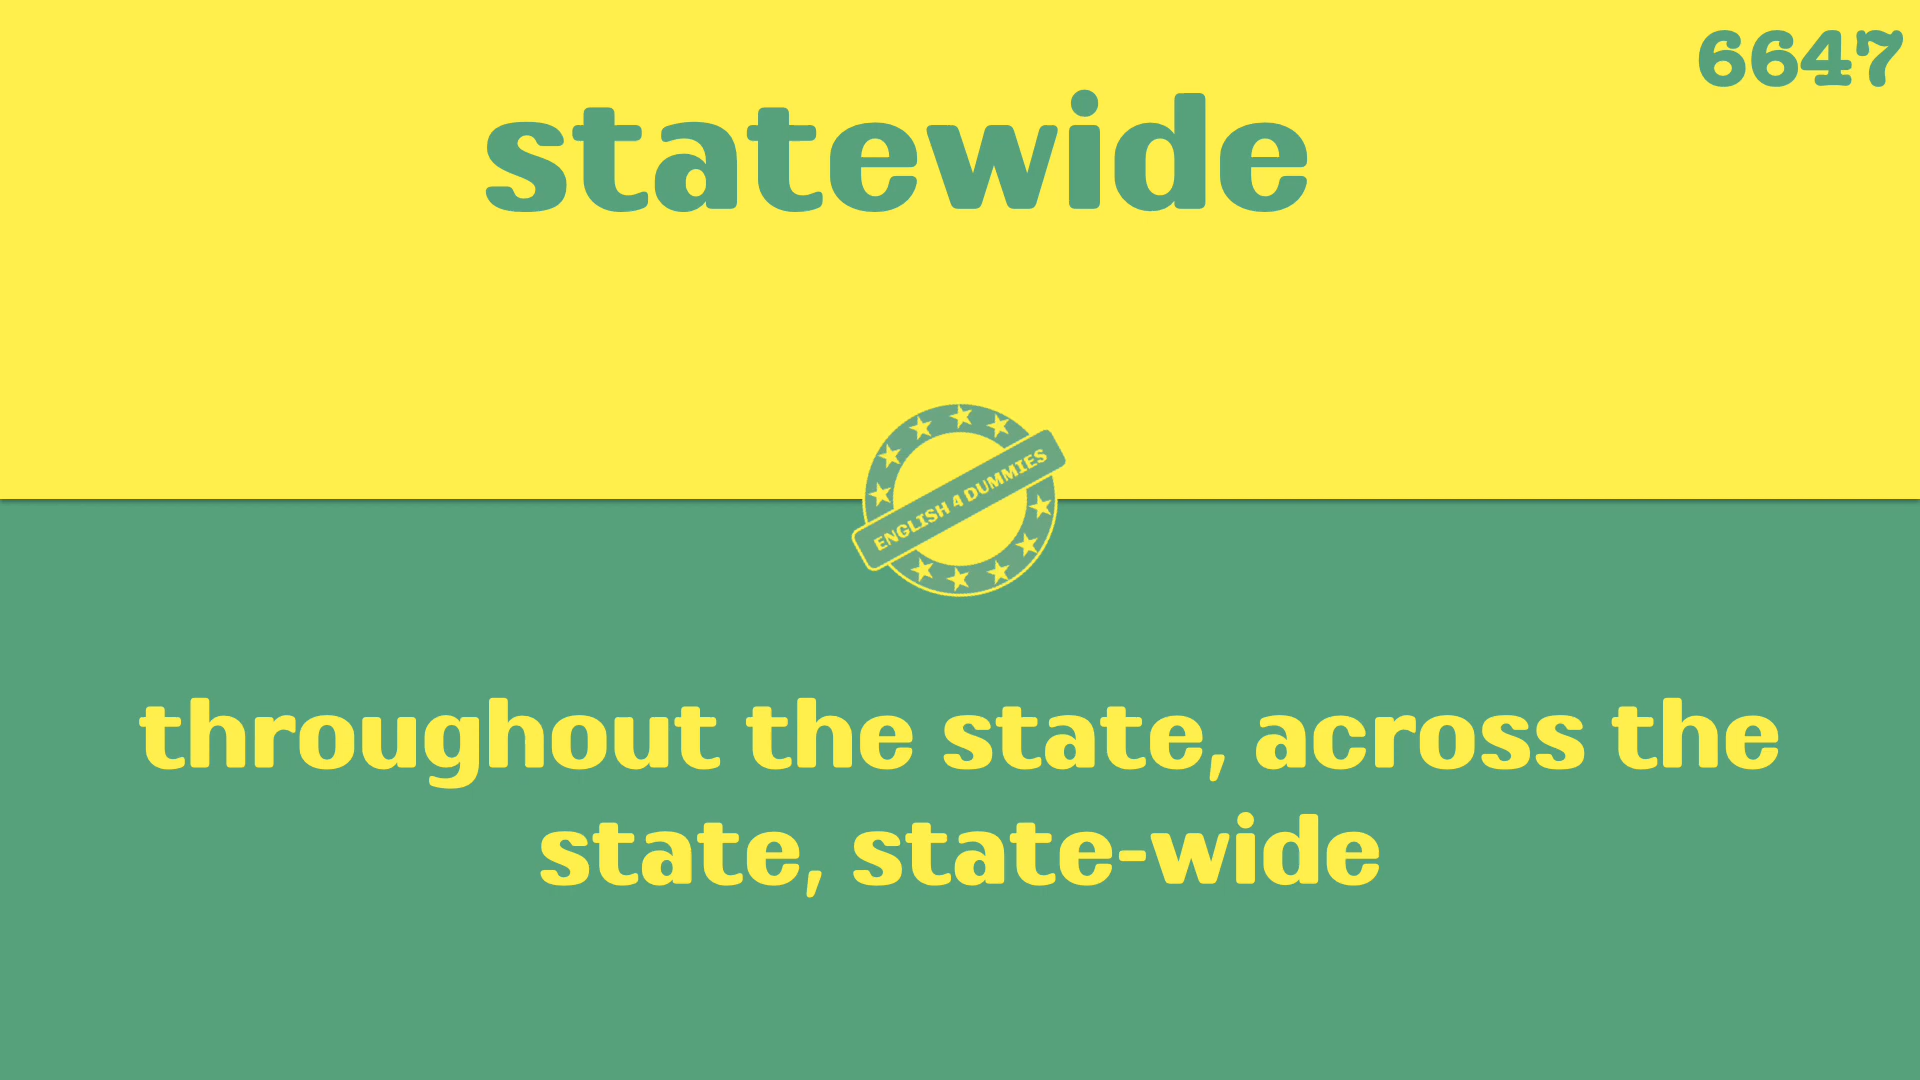 6647
statewide
ENGLISH 4 DUMMIES
throughout the state, across the
state, state-wide